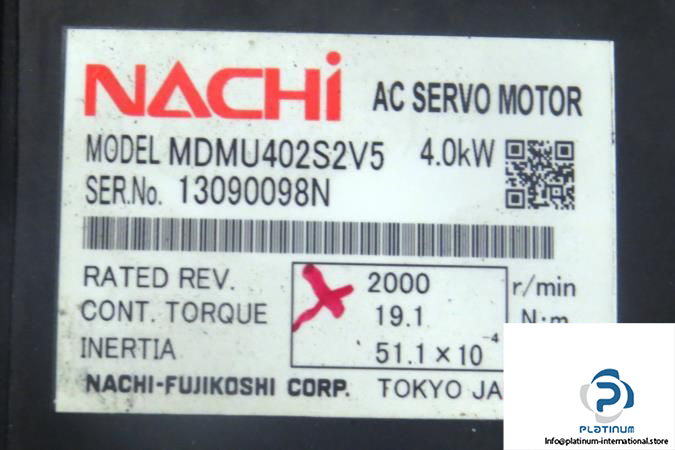 NACHi AC SERVO MOTOR
MODEL MDMU402S2V5 4.0kW
SER.No. 13090098N
RATED REV. 2000 r/min
CONT. TORQUE 19.1 N·m
INERTIA 51.1 × 10⁻⁴
NACHI-FUJIKOSHI CORP. TOKYO JA
PLATINUM
Info@platinum-international.store